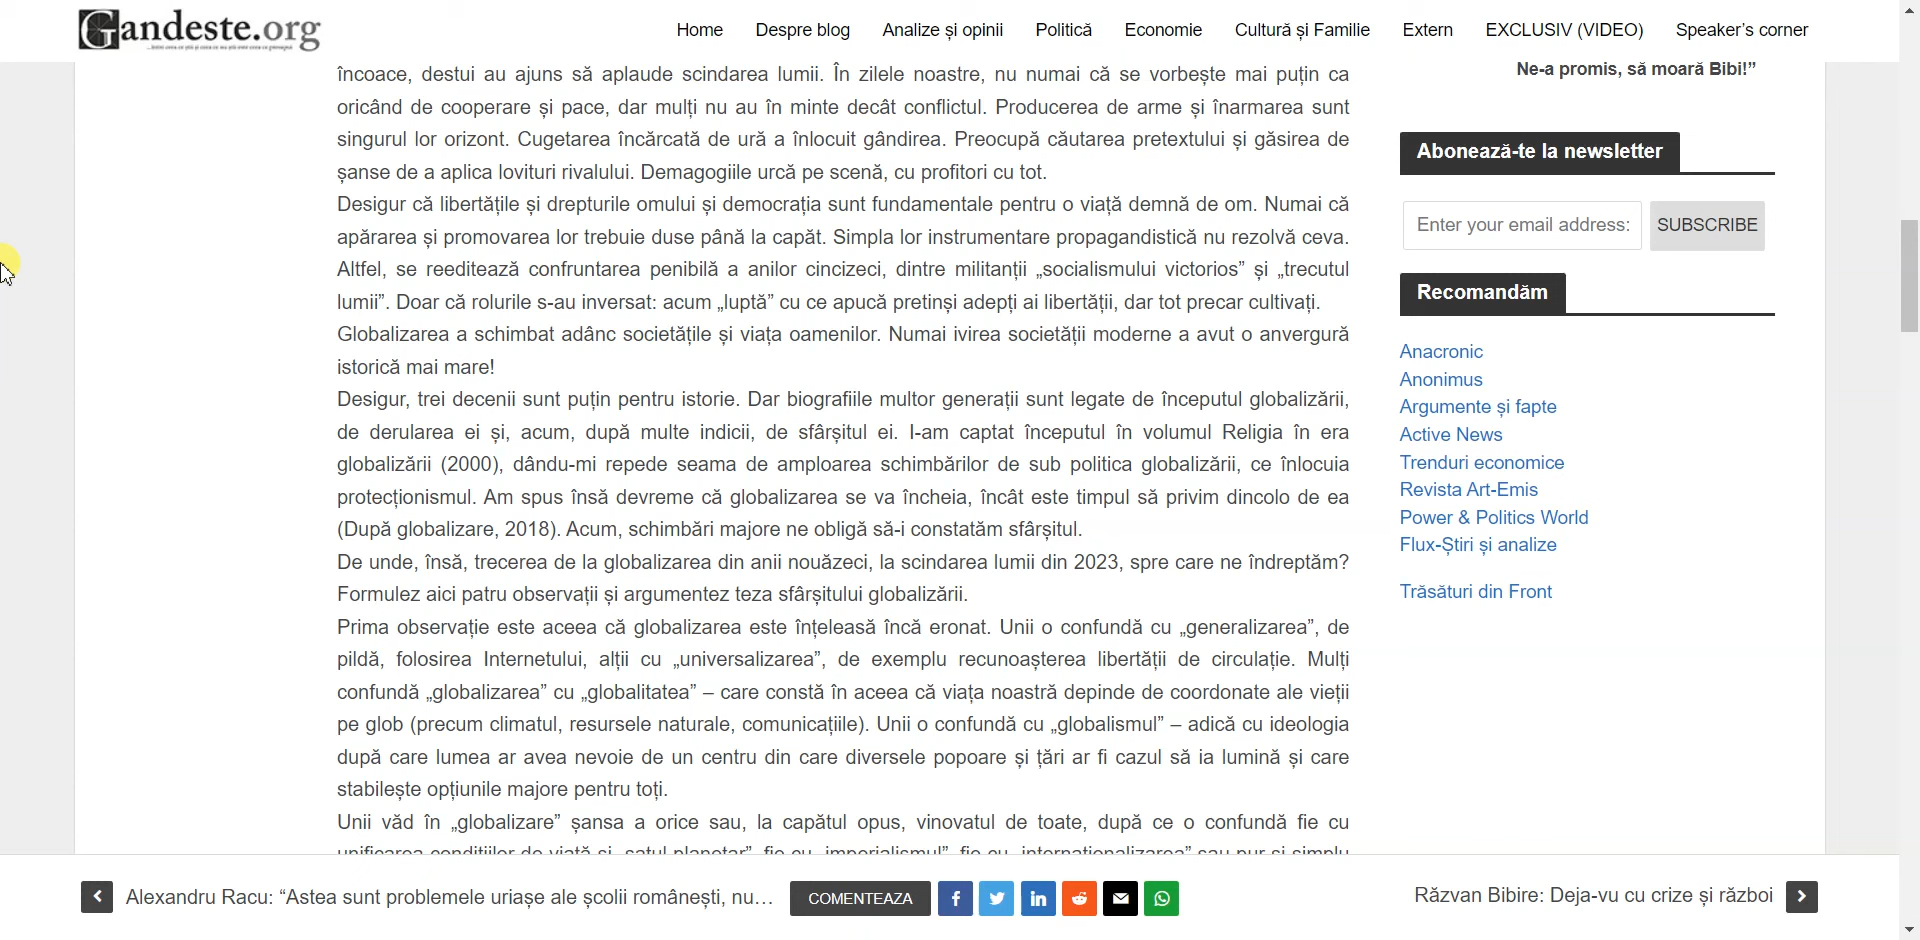 Gandeste.org
Home
Despre blog
Analize și opinii
Politică
Economie
Cultură și Familie
Extern
EXCLUSIV (VIDEO)
Speaker’s corner
încoace, destui au ajuns să aplaude scindarea lumii. În zilele noastre, nu numai că se vorbește mai puțin ca
oricând de cooperare și pace, dar mulți nu au în minte decât conflictul. Producerea de arme și înarmarea sunt
singurul lor orizont. Cugetarea încărcată de ură a înlocuit gândirea. Preocupă căutarea pretextului și găsirea de
șanse de a aplica lovituri rivalului. Demagogiile urcă pe scenă, cu profitori cu tot.
Desigur că libertățile și drepturile omului și democrația sunt fundamentale pentru o viață demnă de om. Numai că
apărarea și promovarea lor trebuie duse până la capăt. Simpla lor instrumentare propagandistică nu rezolvă ceva.
Altfel, se reeditează confruntarea penibilă a anilor cincizeci, dintre militanții „socialismului victorios” și „trecutul
lumii”. Doar că rolurile s-au inversat: acum „luptă” cu ce apucă pretinși adepți ai libertății, dar tot precar cultivați.
Globalizarea a schimbat adânc societățile și viața oamenilor. Numai ivirea societății moderne a avut o anvergură
istorică mai mare!
Desigur, trei decenii sunt puțin pentru istorie. Dar biografiile multor generații sunt legate de începutul globalizării,
de derularea ei și, acum, după multe indicii, de sfârșitul ei. I-am captat începutul în volumul Religia în era
globalizării (2000), dându-mi repede seama de amploarea schimbărilor de sub politica globalizării, ce înlocuia
protecționismul. Am spus însă devreme că globalizarea se va încheia, încât este timpul să privim dincolo de ea
(După globalizare, 2018). Acum, schimbări majore ne obligă să-i constatăm sfârșitul.
De unde, însă, trecerea de la globalizarea din anii nouăzeci, la scindarea lumii din 2023, spre care ne îndreptăm?
Formulez aici patru observații și argumentez teza sfârșitului globalizării.
Prima observație este aceea că globalizarea este înțeleasă încă eronat. Unii o confundă cu „generalizarea”, de
pildă, folosirea Internetului, alții cu „universalizarea”, de exemplu recunoașterea libertății de circulație. Mulți
confundă „globalizarea” cu „globalitatea” – care constă în aceea că viața noastră depinde de coordonate ale vieții
pe glob (precum climatul, resursele naturale, comunicațiile). Unii o confundă cu „globalismul” – adică cu ideologia
după care lumea ar avea nevoie de un centru din care diversele popoare și țări ar fi cazul să ia lumină și care
stabilește opțiunile majore pentru toți.
Unii văd în „globalizare” șansa a orice sau, la capătul opus, vinovatul de toate, după ce o confundă fie cu
unificarea condițiilor de viață și „satul planetar”, fie cu „imperialismul”, fie cu „internaționalizarea” sau pur și simplu
Ne-a promis, să moară Bibi!”
Abonează-te la newsletter
Enter your email address:
SUBSCRIBE
Recomandăm
Anacronic
Anonimus
Argumente și fapte
Active News
Trenduri economice
Revista Art-Emis
Power & Politics World
Flux-Știri și analize
Trăsături din Front
Alexandru Racu: “Astea sunt problemele uriașe ale școlii românești, nu…
COMENTEAZA
Răzvan Bibire: Deja-vu cu crize și război